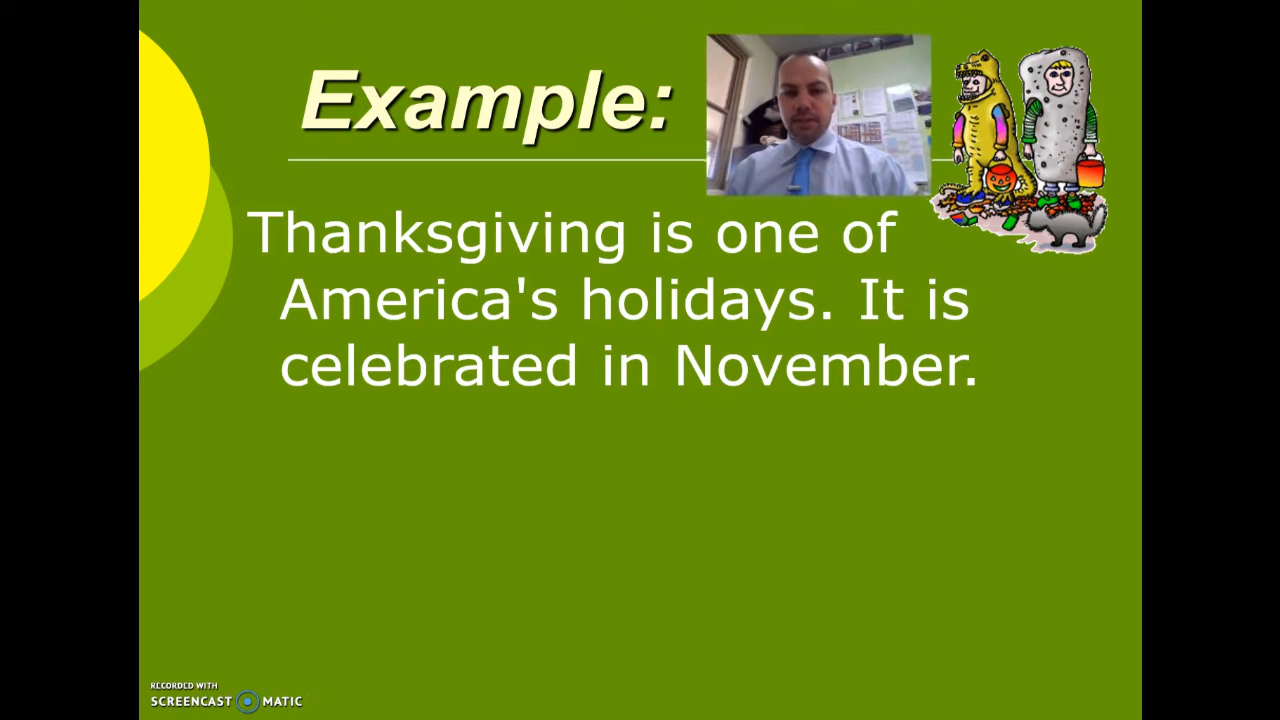 Example:
Thanksgiving is one of
America's holidays. It is
celebrated in November.
RECORDED WITH
SCREENCAST MATIC